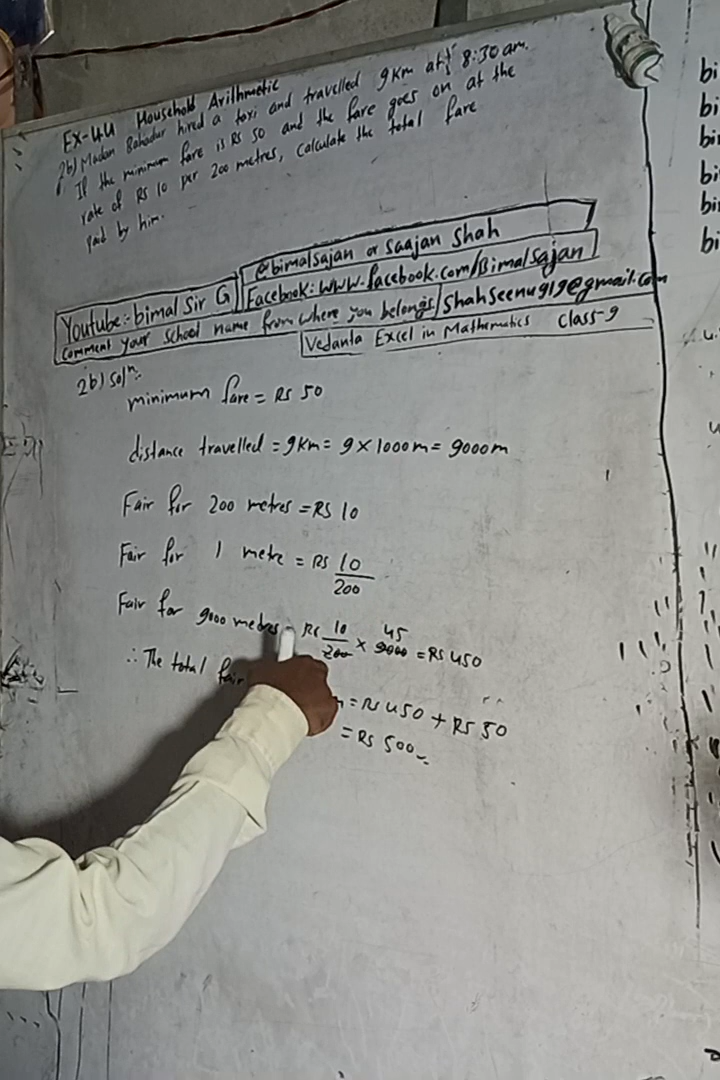 Ex-4.4 Household Arithmetic
2b) Madan Bahadur hired a taxi and travelled 9km at 8:30 am.
If the minimum fare is Rs 50 and the fare goes on at the
rate of Rs 10 per 200 metres, calculate the total fare
paid by him.
@bimalsajan or Saajan Shah
Youtube:- bimal Sir G
Facebook: www.facebook.com/Bimalsajan
comment your school name from where you belongs
Shahseenu919@gmail.com
Vedanta Excel in Mathematics Class-9
2b) Soln:
minimum fare = Rs 50
distance travelled = 9km = 9 × 1000m = 9000m
Fair for 200 metres = Rs 10
Fair for 1 metre = Rs 10/200
Fair for 9000 metres = Rs 10/200 × 9000 45 = Rs 450
∴ The total fair = Rs 450 + Rs 50
= Rs 500
bi
bi
bi
bi
bi
bi